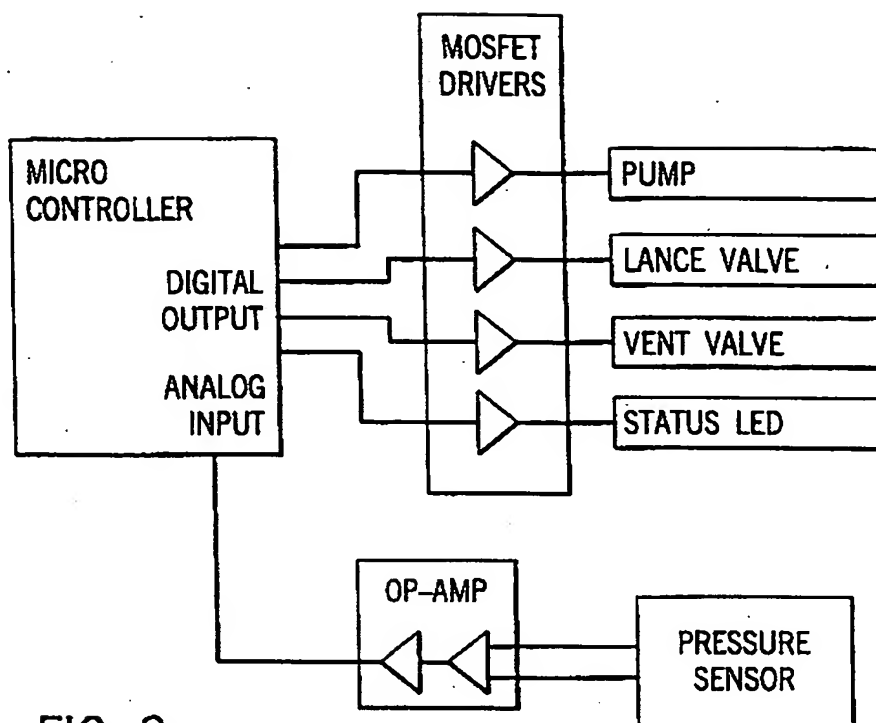 MOSFET
DRIVERS
MICRO
CONTROLLER
PUMP
LANCE VALVE
DIGITAL
OUTPUT
VENT VALVE
ANALOG
INPUT
STATUS LED
OP-AMP
PRESSURE
SENSOR
FIG.